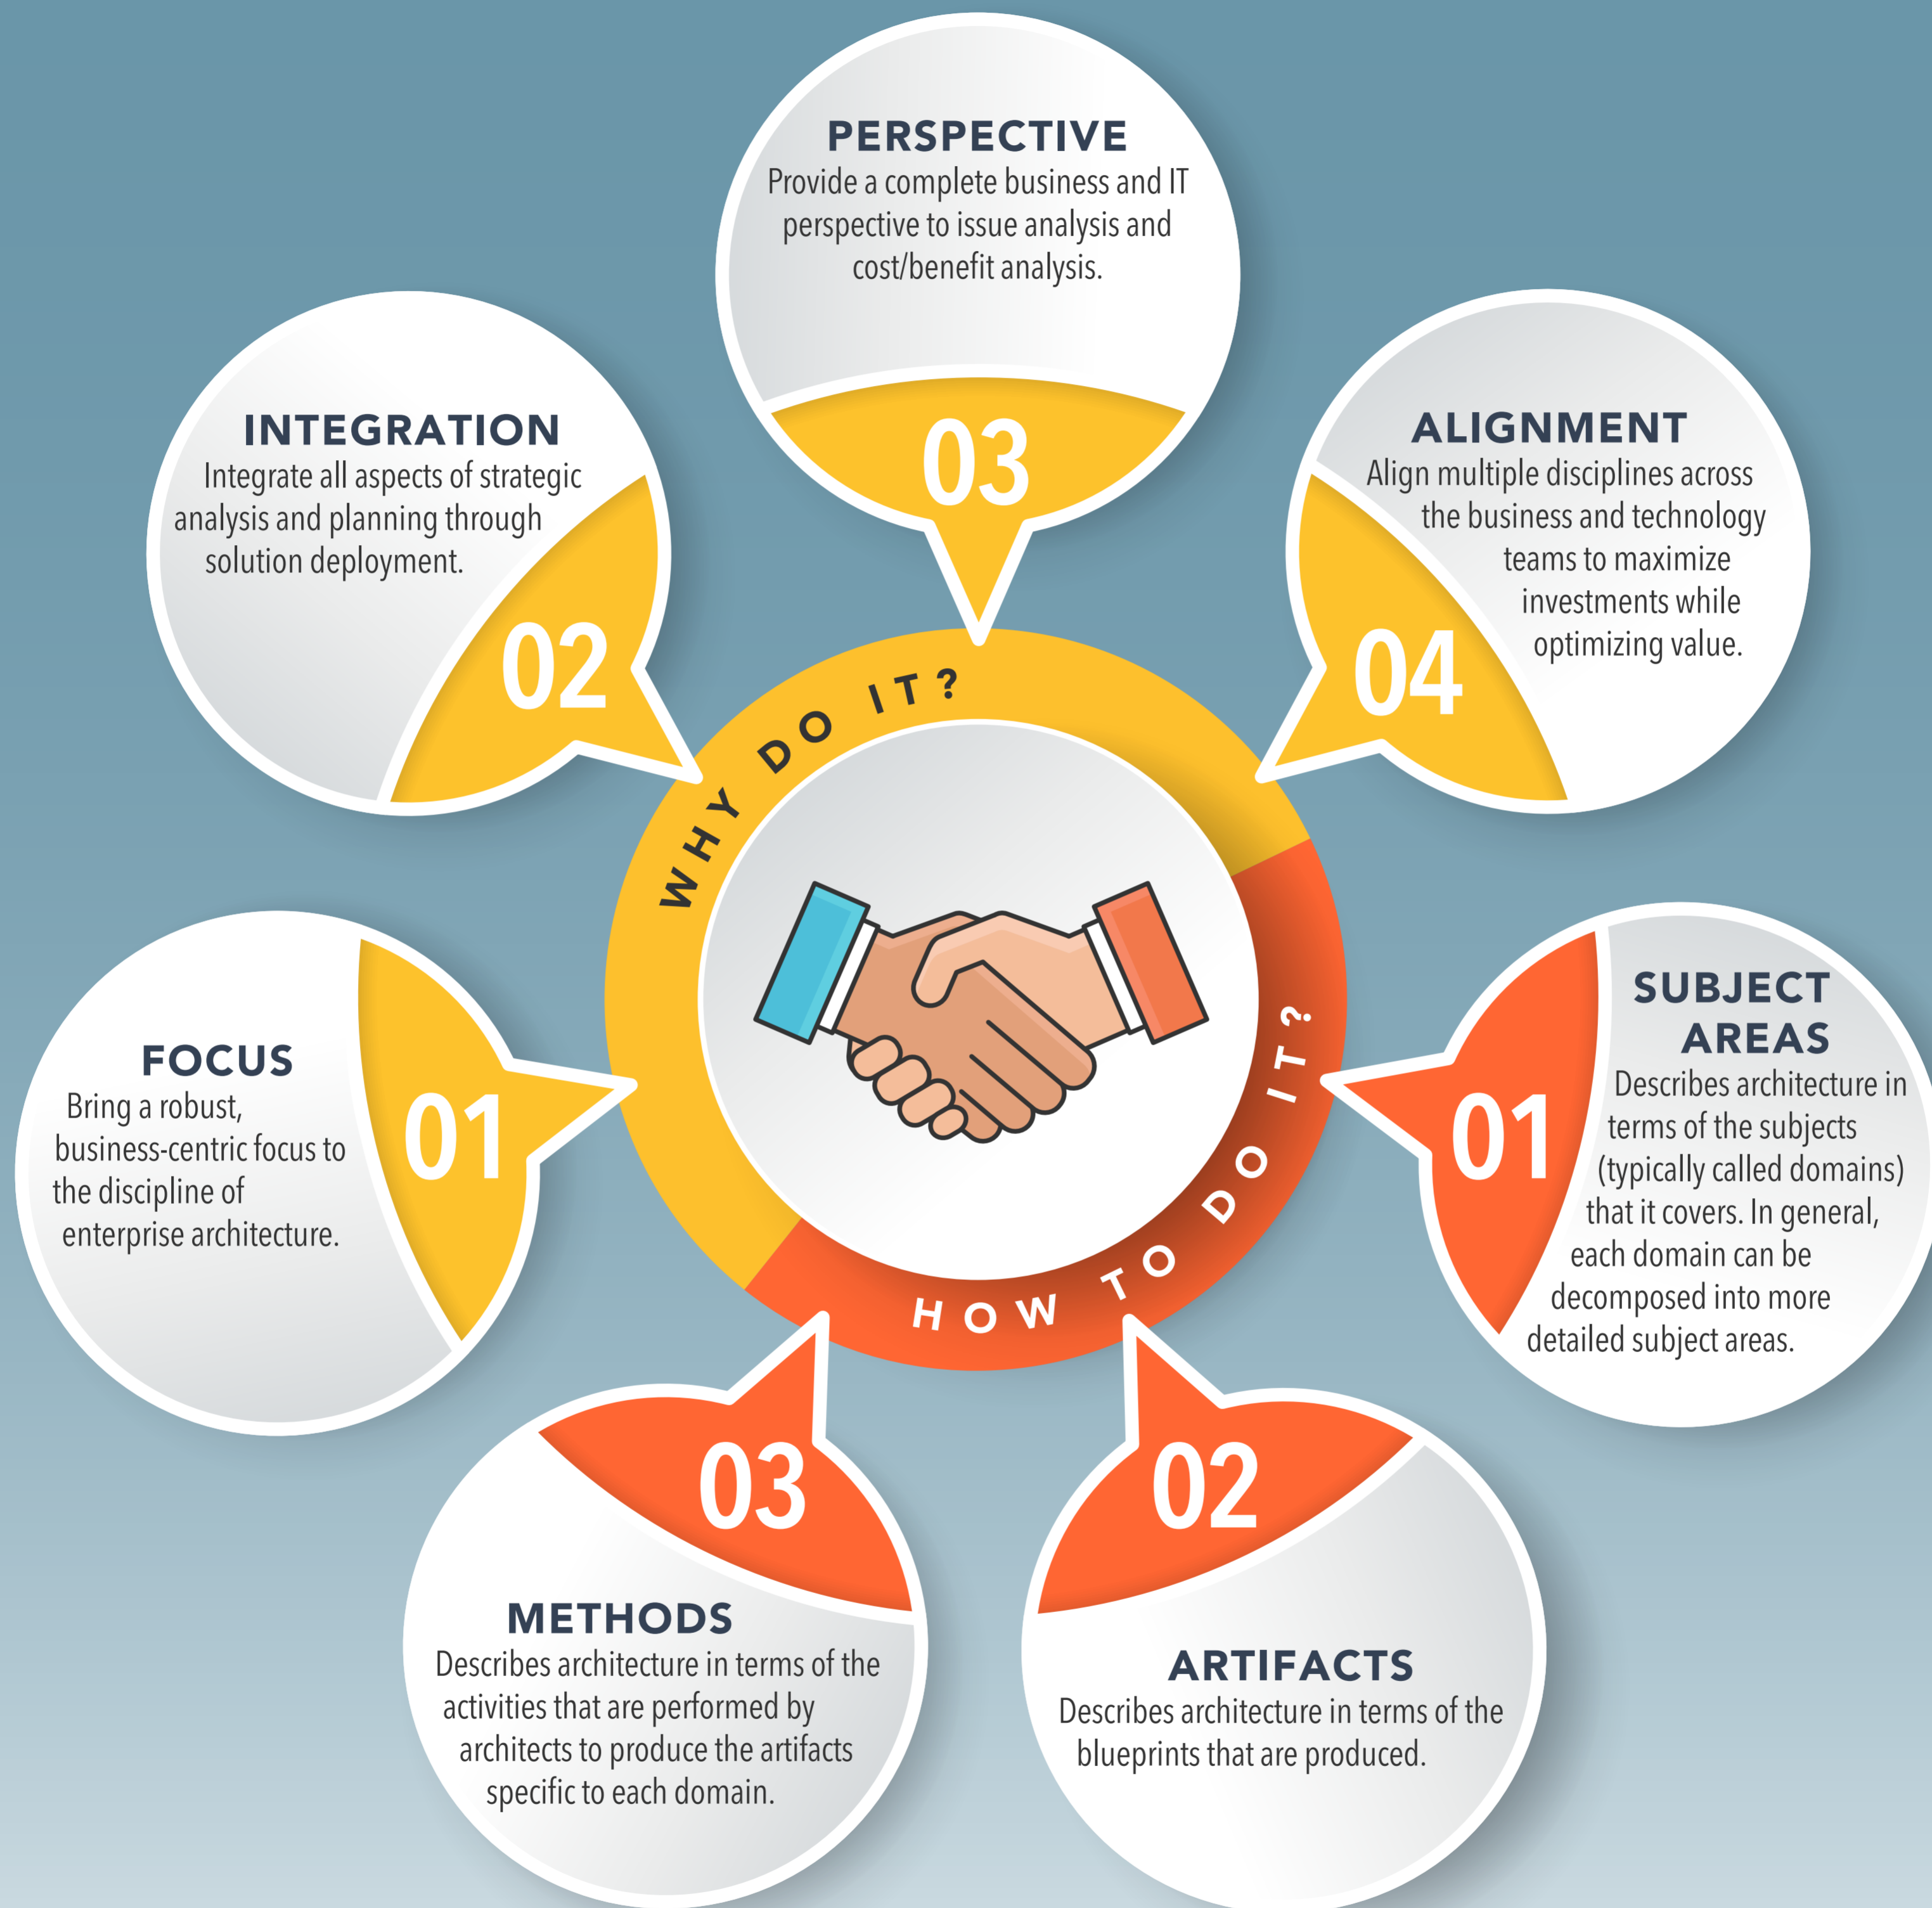 WHY DO IT?
01
FOCUS
Bring a robust,
business-centric focus to
the discipline of
enterprise architecture.
02
INTEGRATION
Integrate all aspects of strategic
analysis and planning through
solution deployment.
03
PERSPECTIVE
Provide a complete business and IT
perspective to issue analysis and
cost/benefit analysis.
04
ALIGNMENT
Align multiple disciplines across
the business and technology
teams to maximize
investments while
optimizing value.
HOW TO DO IT?
01
SUBJECT
AREAS
Describes architecture in
terms of the subjects
(typically called domains)
that it covers. In general,
each domain can be
decomposed into more
detailed subject areas.
02
ARTIFACTS
Describes architecture in terms of the
blueprints that are produced.
03
METHODS
Describes architecture in terms of the
activities that are performed by
architects to produce the artifacts
specific to each domain.